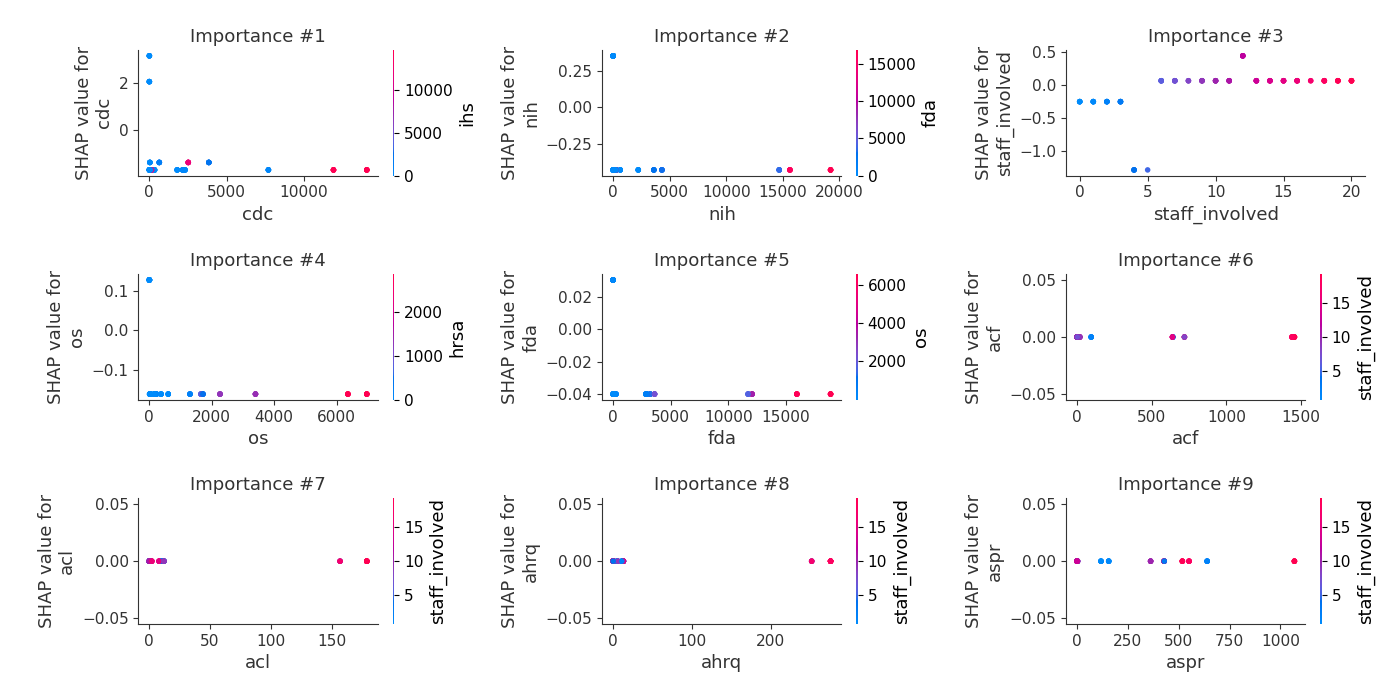 Importance #1
SHAP value for
cdc
2
0
0
5000
10000
cdc
10000
5000
0
ihs
Importance #2
SHAP value for
nih
0.25
0.00
−0.25
0
5000
10000
15000
20000
nih
15000
10000
5000
0
fda
Importance #3
SHAP value for
staff_involved
0.5
0.0
−0.5
−1.0
0
5
10
15
20
staff_involved
Importance #4
SHAP value for
os
0.1
0.0
−0.1
0
2000
4000
6000
os
2000
1000
0
hrsa
Importance #5
SHAP value for
fda
0.02
0.00
−0.02
−0.04
0
5000
10000
15000
fda
6000
4000
2000
os
Importance #6
SHAP value for
acf
0.05
0.00
−0.05
0
500
1000
1500
acf
15
10
5
staff_involved
Importance #7
SHAP value for
acl
0.05
0.00
−0.05
0
50
100
150
acl
15
10
5
staff_involved
Importance #8
SHAP value for
ahrq
0.05
0.00
−0.05
0
100
200
ahrq
15
10
5
staff_involved
Importance #9
SHAP value for
aspr
0.05
0.00
−0.05
0
250
500
750
1000
aspr
15
10
5
staff_involved